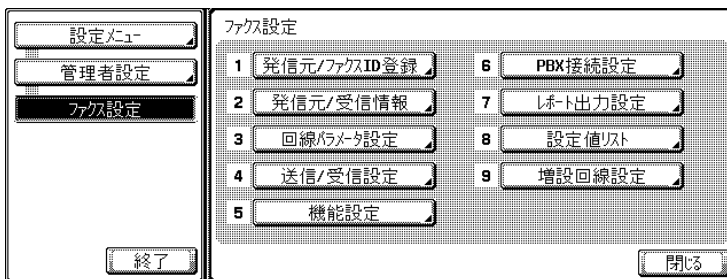 設定メニュー
管理者設定
ファクス設定
終了
ファクス設定
1 発信元/ファクスID登録
2 発信元/受信情報
3 回線パラメータ設定
4 送信/受信設定
5 機能設定
6 PBX接続設定
7 レポート出力設定
8 設定値リスト
9 増設回線設定
閉じる